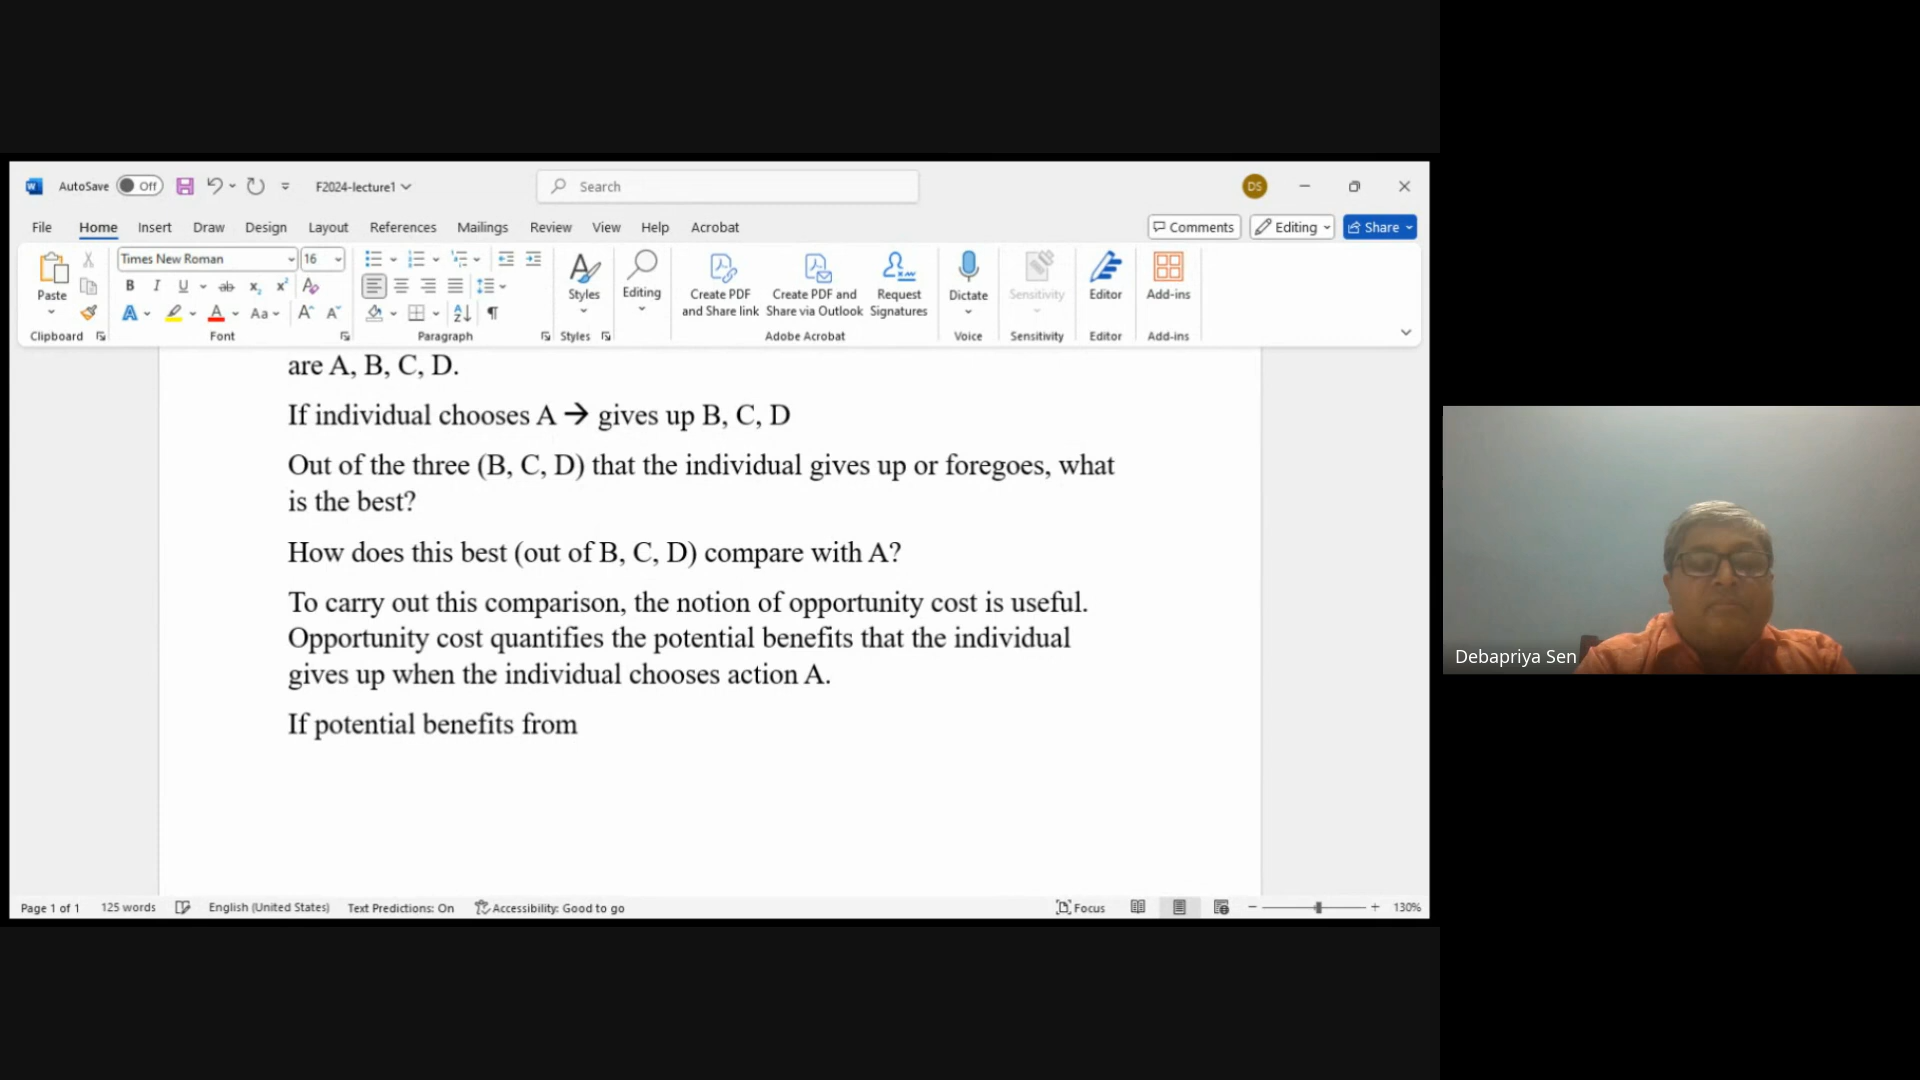 AutoSave Off F2024-lecture1 Search DS
File Home Insert Draw Design Layout References Mailings Review View Help Acrobat Comments Editing Share
Times New Roman 16
Paste Styles Editing Create PDF and Share link Create PDF and Share via Outlook Request Signatures Dictate Sensitivity Editor Add-ins
Clipboard Font Paragraph Styles Adobe Acrobat Voice Sensitivity Editor Add-ins
are A, B, C, D.
If individual chooses A → gives up B, C, D
Out of the three (B, C, D) that the individual gives up or foregoes, what
is the best?
How does this best (out of B, C, D) compare with A?
To carry out this comparison, the notion of opportunity cost is useful.
Opportunity cost quantifies the potential benefits that the individual
gives up when the individual chooses action A.
If potential benefits from
Page 1 of 1 125 words English (United States) Text Predictions: On Accessibility: Good to go Focus 130%
Debapriya Sen